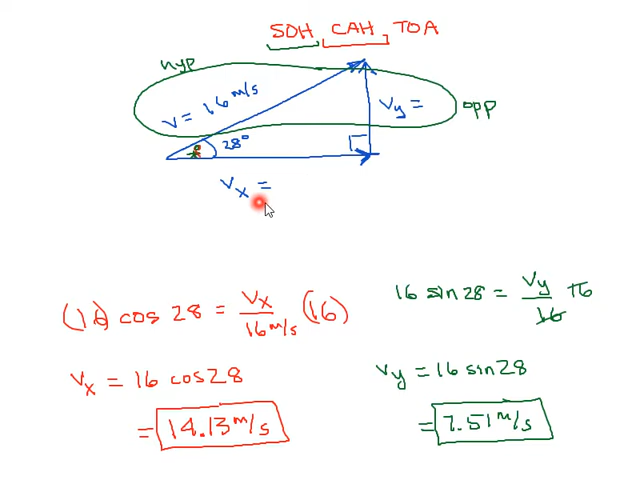 SOH CAH TOA
hyp
V = 16 m/s
Vy =
opp
28°
Vx =
(16) cos 28 = Vx / 16 m/s (16)
16 sin 28 = Vy / 16 16
Vx = 16 cos 28
Vy = 16 sin 28
= 14.13 m/s
= 7.51 m/s